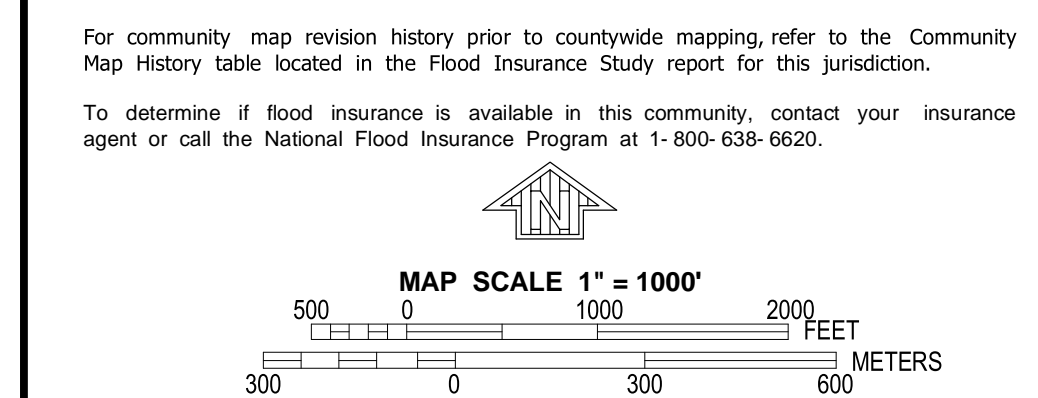 For community map revision history prior to countywide mapping, refer to the Community
Map History table located in the Flood Insurance Study report for this jurisdiction.
To determine if flood insurance is available in this community, contact your insurance
agent or call the National Flood Insurance Program at 1- 800- 638- 6620.
N
MAP SCALE 1" = 1000'
500 0 1000 2000
FEET
METERS
300 0 300 600